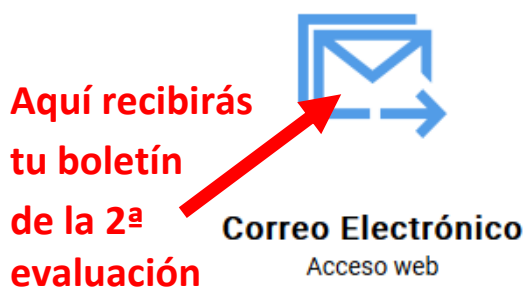 Aquí recibirás
tu boletín
de la 2ª
evaluación
Correo Electrónico
Acceso web